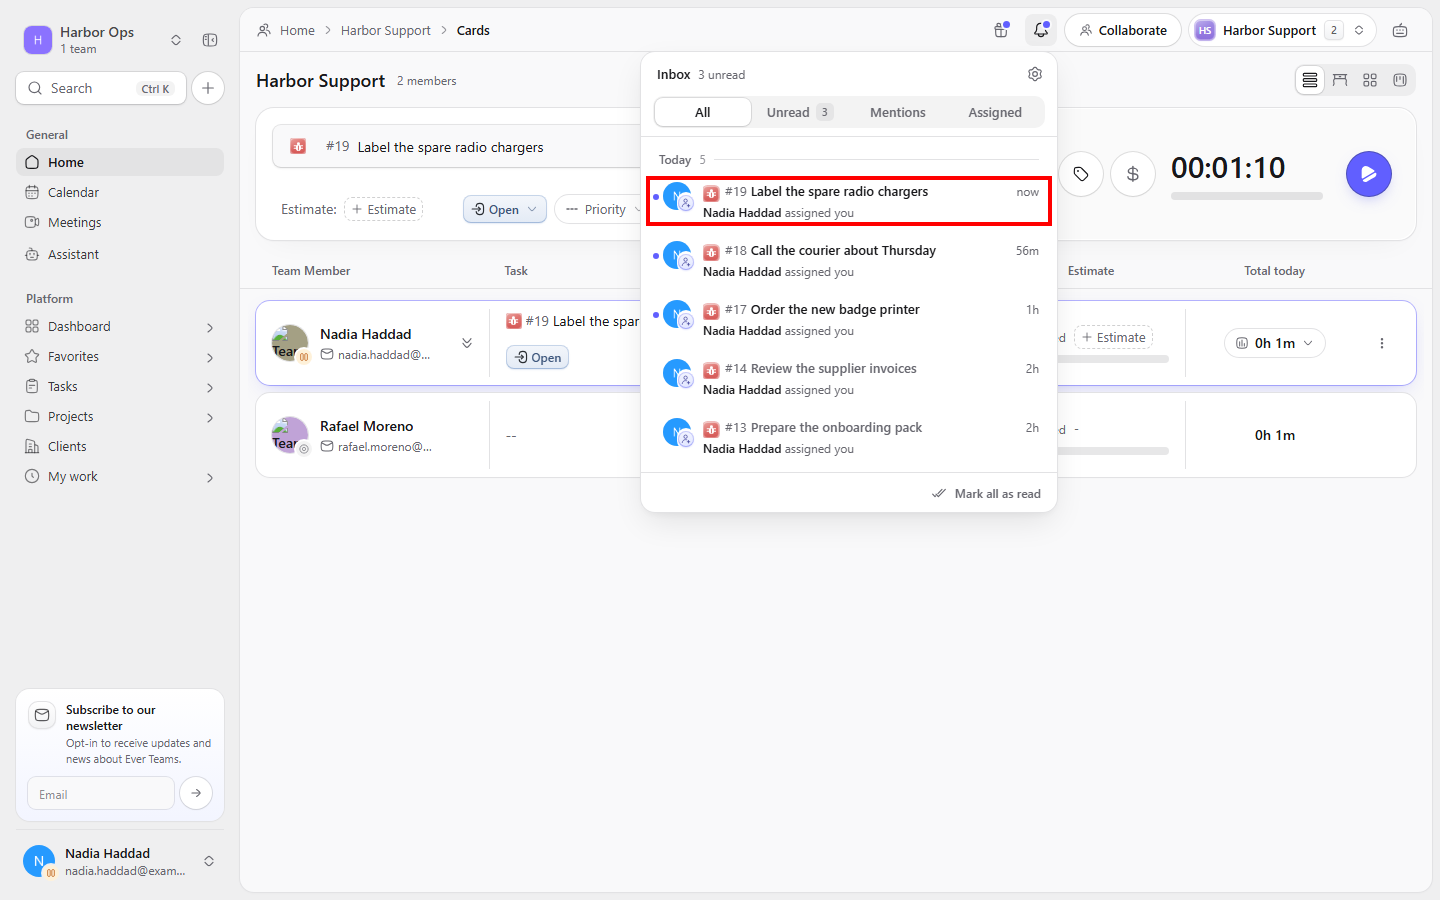 H
Harbor Ops
1 team
Search
Ctrl K
General
Home
Calendar
Meetings
Assistant
Platform
Dashboard
Favorites
Tasks
Projects
Clients
My work
Subscribe to our
newsletter
Opt-in to receive updates and
news about Ever Teams.
Email
N
Nadia Haddad
nadia.haddad@exam...
Home
Harbor Support
Cards
Collaborate
HS
Harbor Support
2
Harbor Support
2 members
#19 Label the spare radio chargers
Estimate:
Estimate
Open
Priority
00:01:10
Team Member
Task
Estimate
Total today
Nadia Haddad
nadia.haddad@...
#19 Label the spar
Open
Estimate
0h 1m
Rafael Moreno
rafael.moreno@...
--
-
0h 1m
Inbox
3 unread
All
Unread
3
Mentions
Assigned
Today
5
#19 Label the spare radio chargers
now
Nadia Haddad assigned you
#18 Call the courier about Thursday
56m
Nadia Haddad assigned you
#17 Order the new badge printer
1h
Nadia Haddad assigned you
#14 Review the supplier invoices
2h
Nadia Haddad assigned you
#13 Prepare the onboarding pack
2h
Nadia Haddad assigned you
Mark all as read